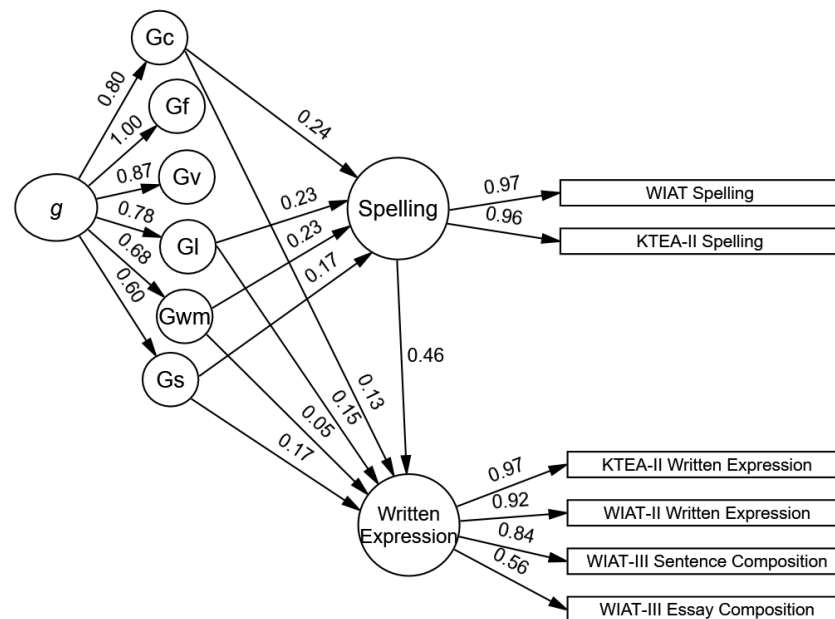 Gc
0.80
Gf
1.00
0.24
Gv
0.87
g
0.78
Gl
0.23
Spelling
0.97
WIAT Spelling
0.96
KTEA-II Spelling
0.68
0.23
0.60
Gwm
0.17
Gs
0.46
0.13
0.15
0.05
0.17
Written
Expression
0.97
KTEA-II Written Expression
0.92
WIAT-II Written Expression
0.84
WIAT-III Sentence Composition
0.56
WIAT-III Essay Composition